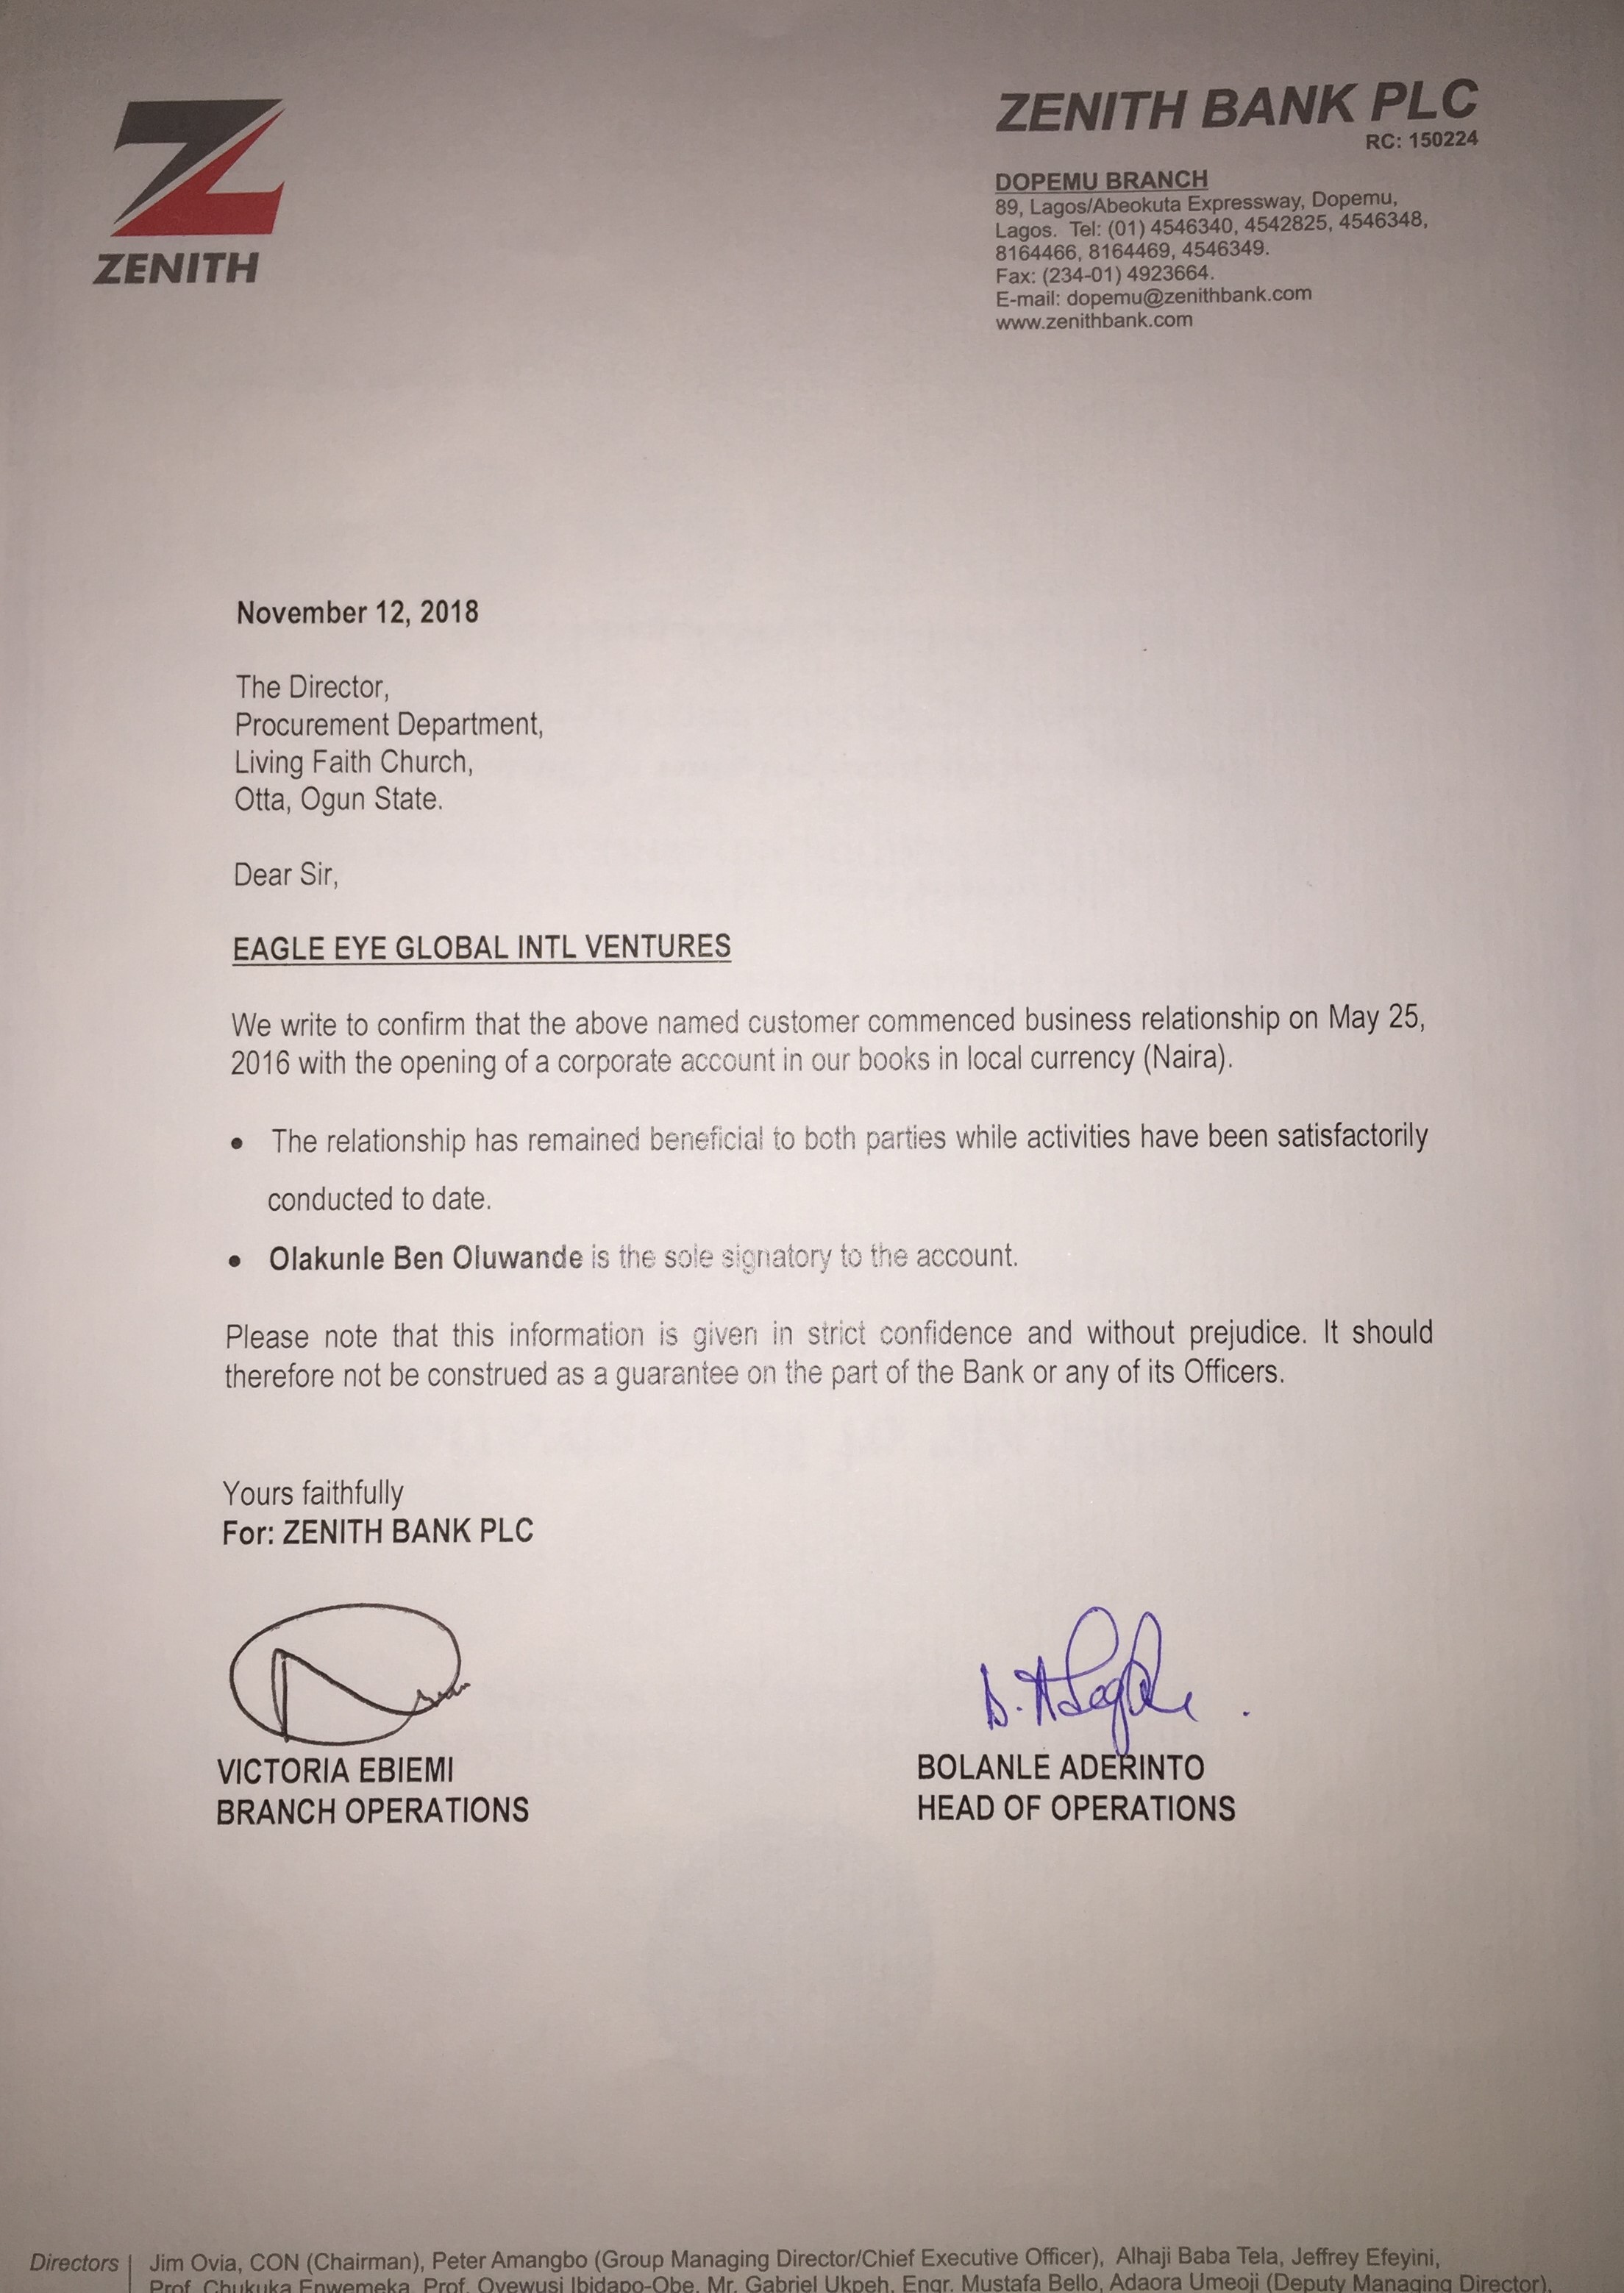 ZENITH
ZENITH BANK PLC
RC: 150224
DOPEMU BRANCH
89, Lagos/Abeokuta Expressway, Dopemu,
Lagos. Tel: (01) 4546340, 4542825, 4546348,
8164466, 8164469, 4546349.
Fax: (234-01) 4923664.
E-mail: dopemu@zenithbank.com
www.zenithbank.com
November 12, 2018
The Director,
Procurement Department,
Living Faith Church,
Otta, Ogun State.
Dear Sir,
EAGLE EYE GLOBAL INTL VENTURES
We write to confirm that the above named customer commenced business relationship on May 25,
2016 with the opening of a corporate account in our books in local currency (Naira).
• The relationship has remained beneficial to both parties while activities have been satisfactorily
conducted to date.
• Olakunle Ben Oluwande is the sole signatory to the account.
Please note that this information is given in strict confidence and without prejudice. It should
therefore not be construed as a guarantee on the part of the Bank or any of its Officers.
Yours faithfully
For: ZENITH BANK PLC
VICTORIA EBIEMI
BRANCH OPERATIONS
BOLANLE ADERINTO
HEAD OF OPERATIONS
Directors | Jim Ovia, CON (Chairman), Peter Amangbo (Group Managing Director/Chief Executive Officer), Alhaji Baba Tela, Jeffrey Efeyini,
Prof. Chukuka Enwemeka, Prof. Oyewusi Ibidapo-Obe, Mr. Gabriel Ukpeh, Engr. Mustafa Bello, Adaora Umeoji (Deputy Managing Director)